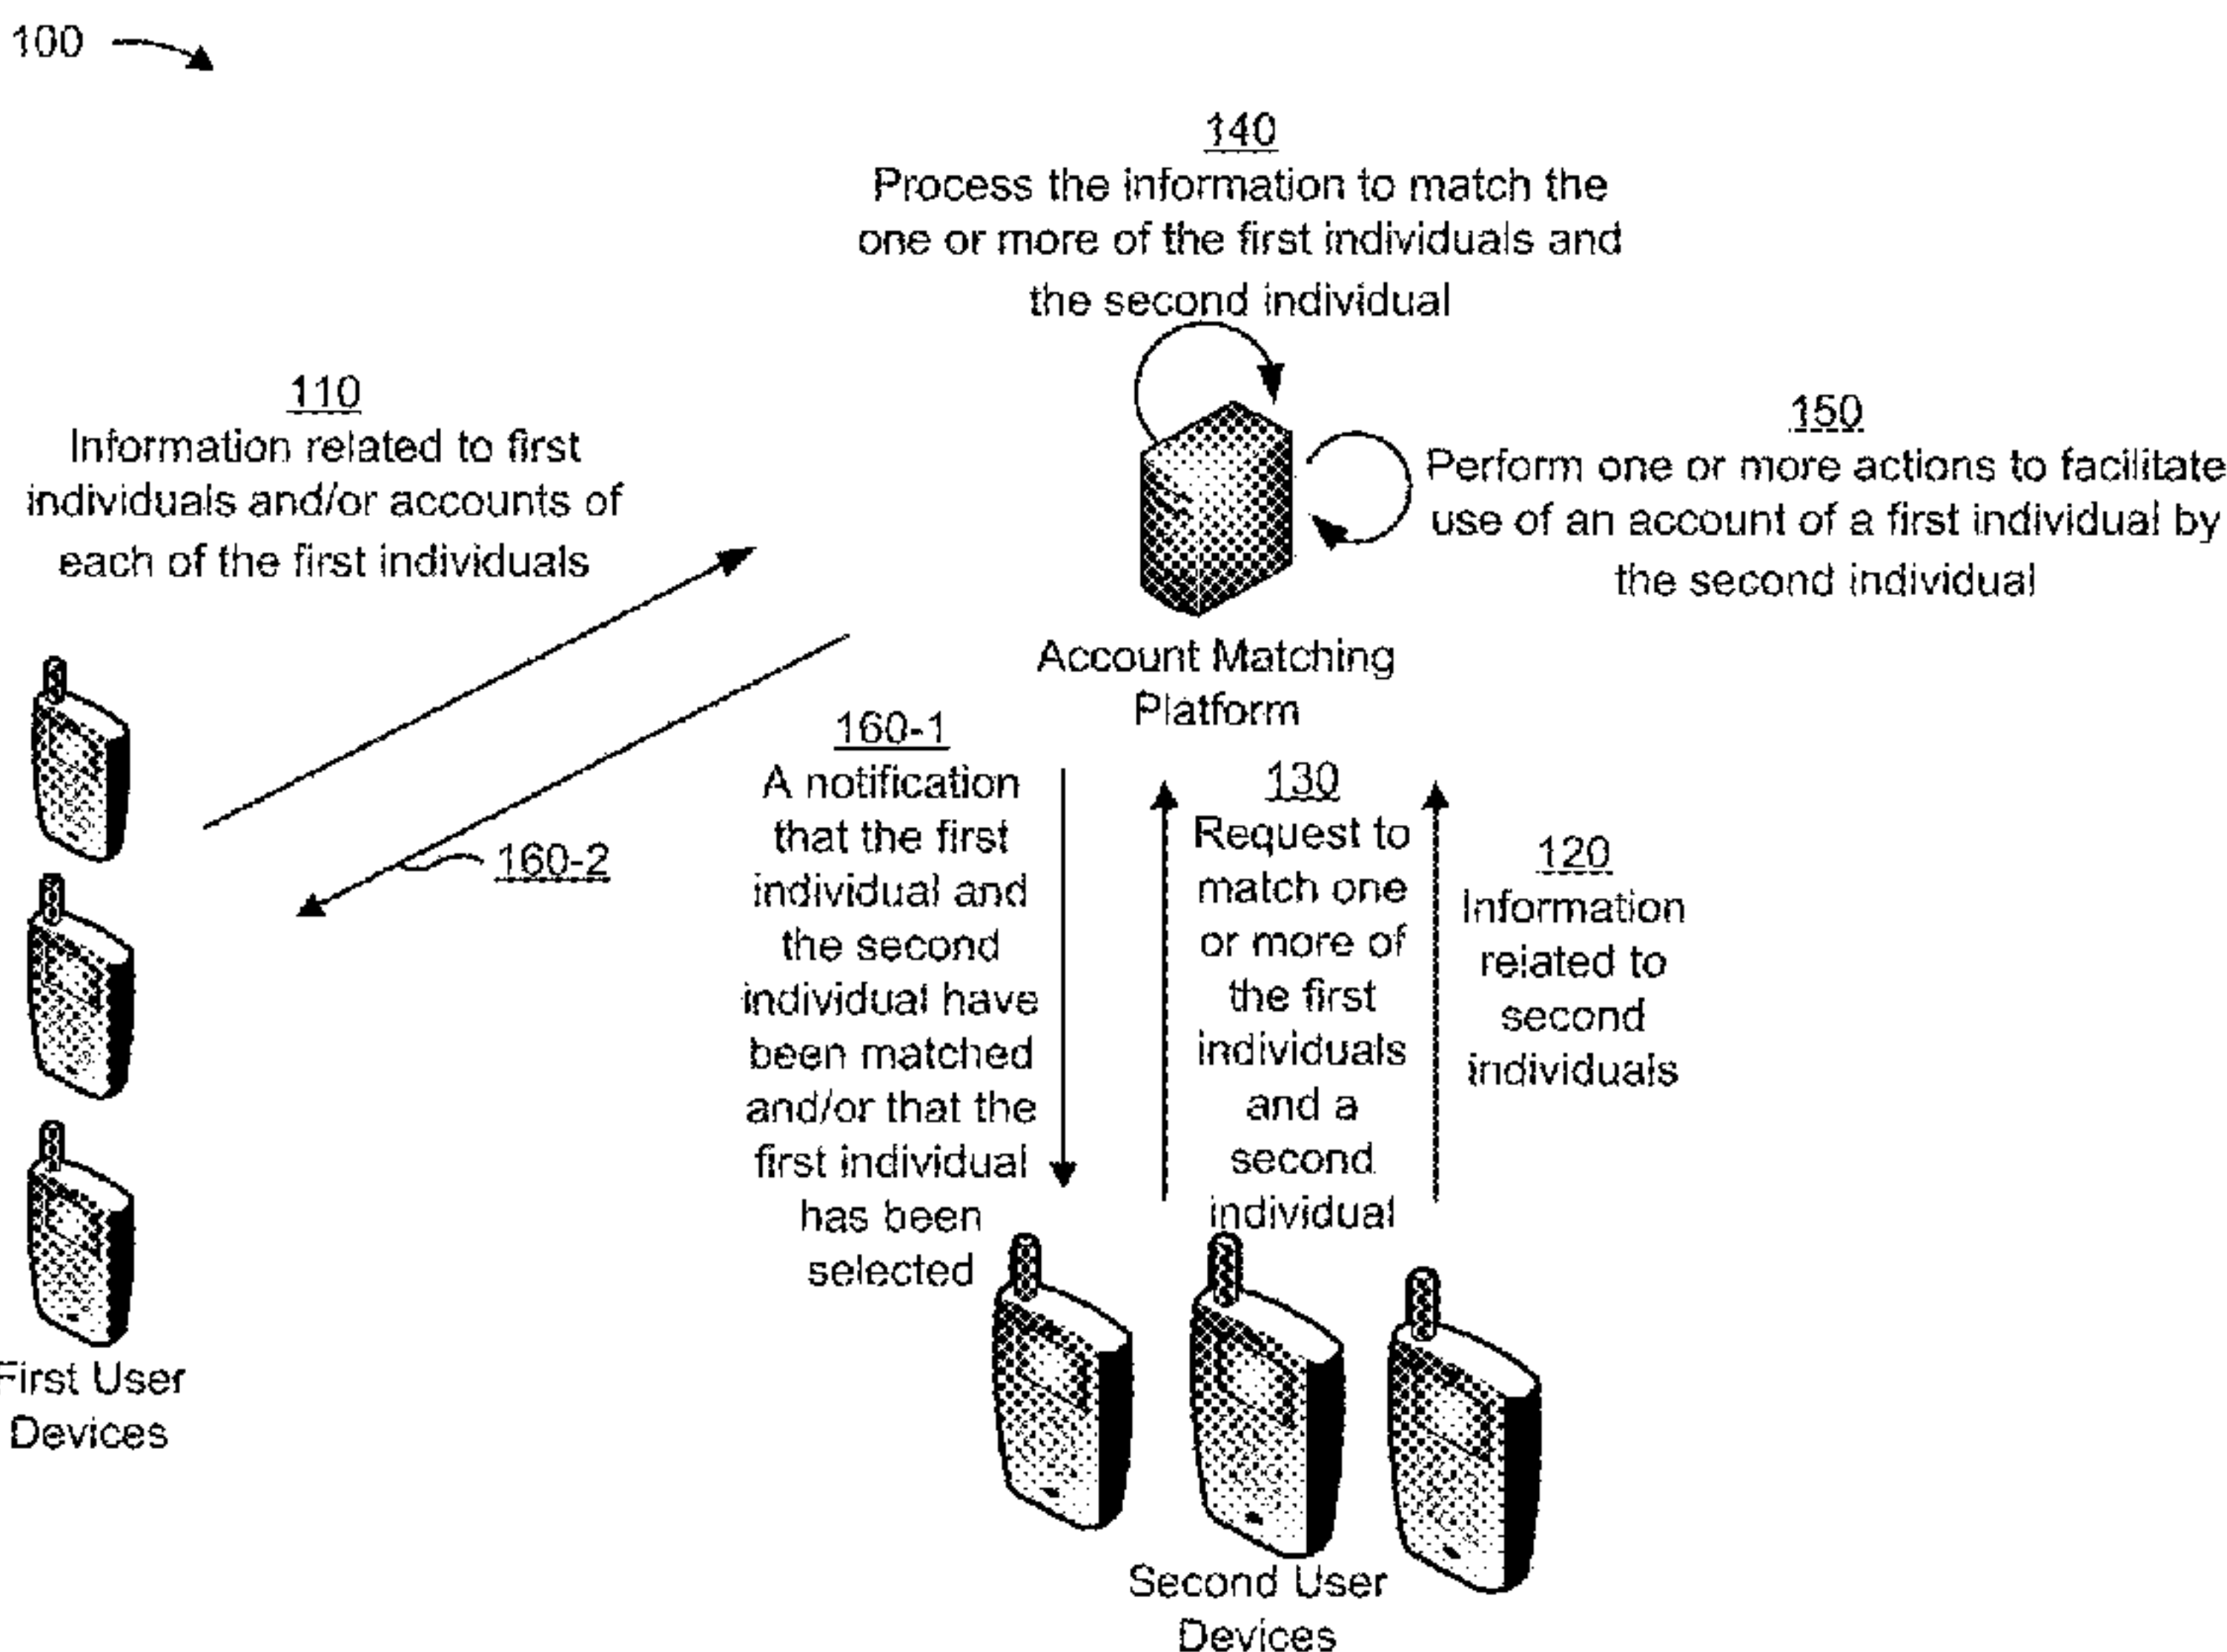 100
140
Process the information to match the
one or more of the first individuals and
the second individual
110
Information related to first
individuals and/or accounts of
each of the first individuals
150
Perform one or more actions to facilitate
use of an account of a first individual by
the second individual
Account Matching
Platform
160-1
A notification
that the first
individual and
the second
individual have
been matched
and/or that the
first individual
has been
selected
160-2
130
Request to
match one
or more of
the first
individuals
and a
second
individual
120
Information
related to
second
individuals
First User
Devices
Second User
Devices